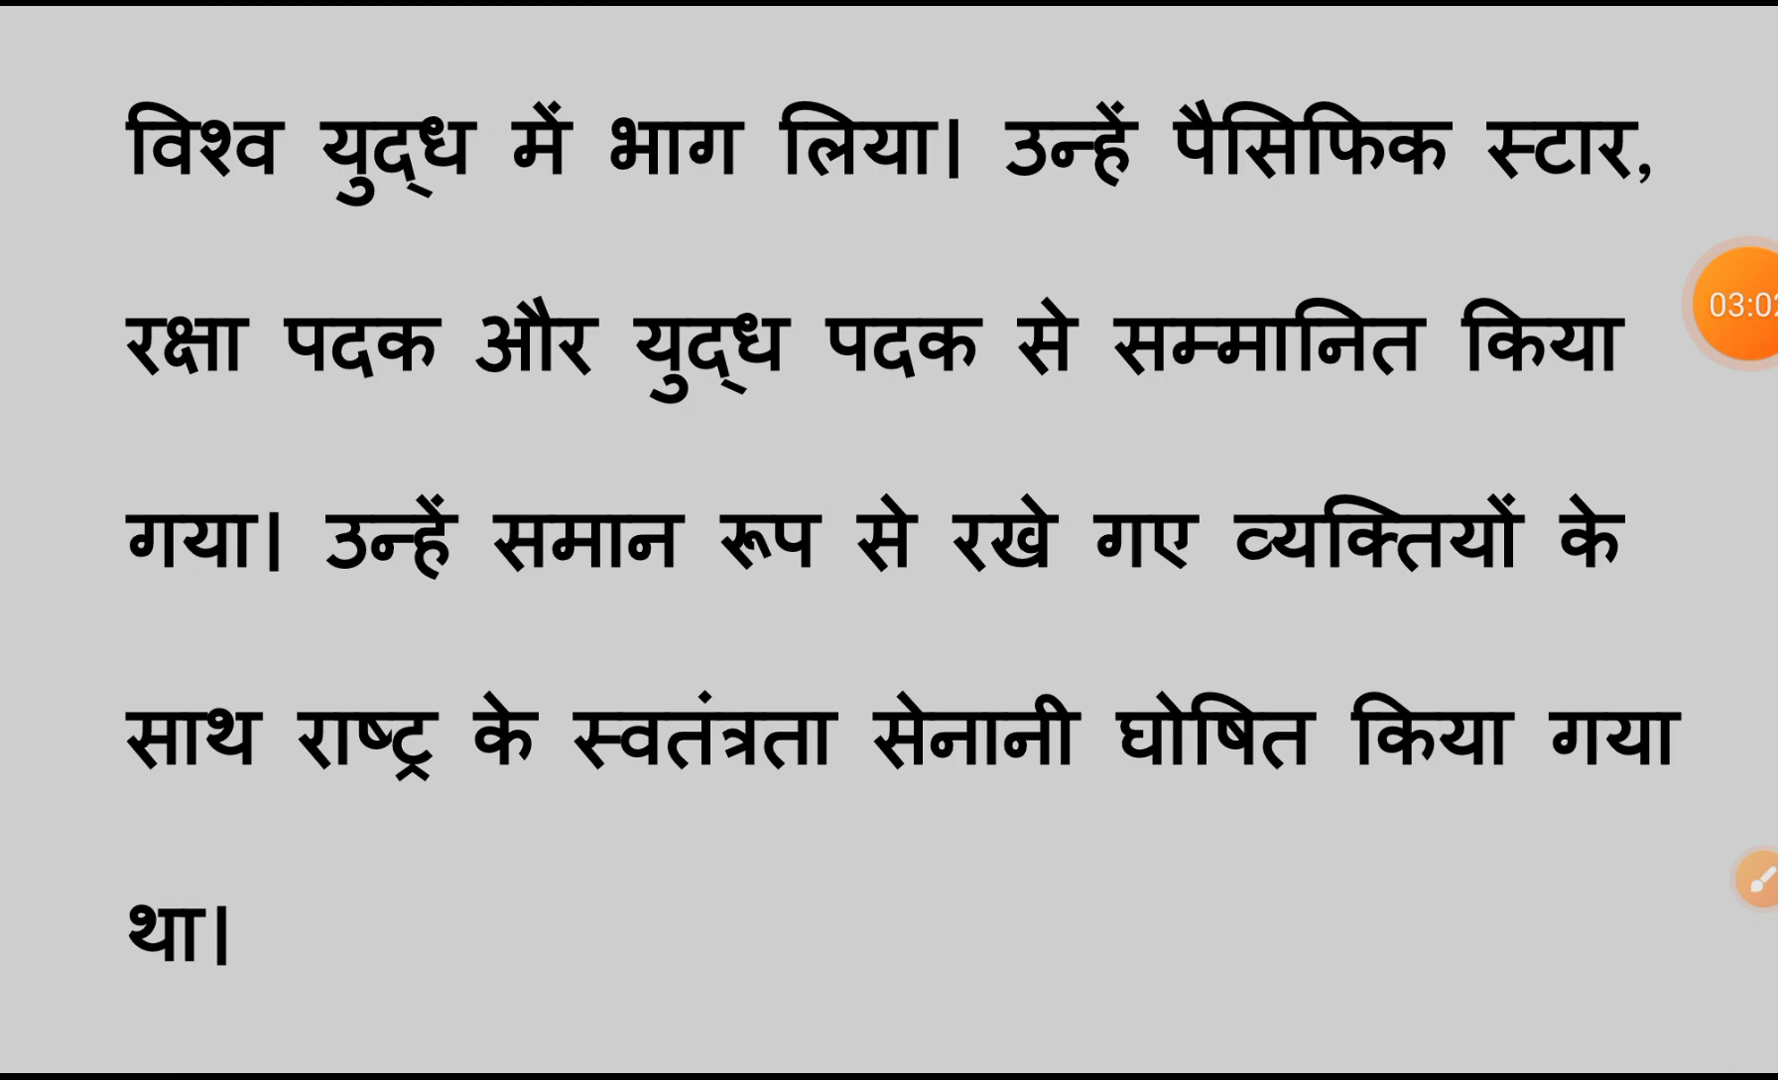 विश्व युद्ध में भाग लिया। उन्हें पैसिफिक स्टार,
रक्षा पदक और युद्ध पदक से सम्मानित किया
गया। उन्हें समान रूप से रखे गए व्यक्तियों के
साथ राष्ट्र के स्वतंत्रता सेनानी घोषित किया गया
था।